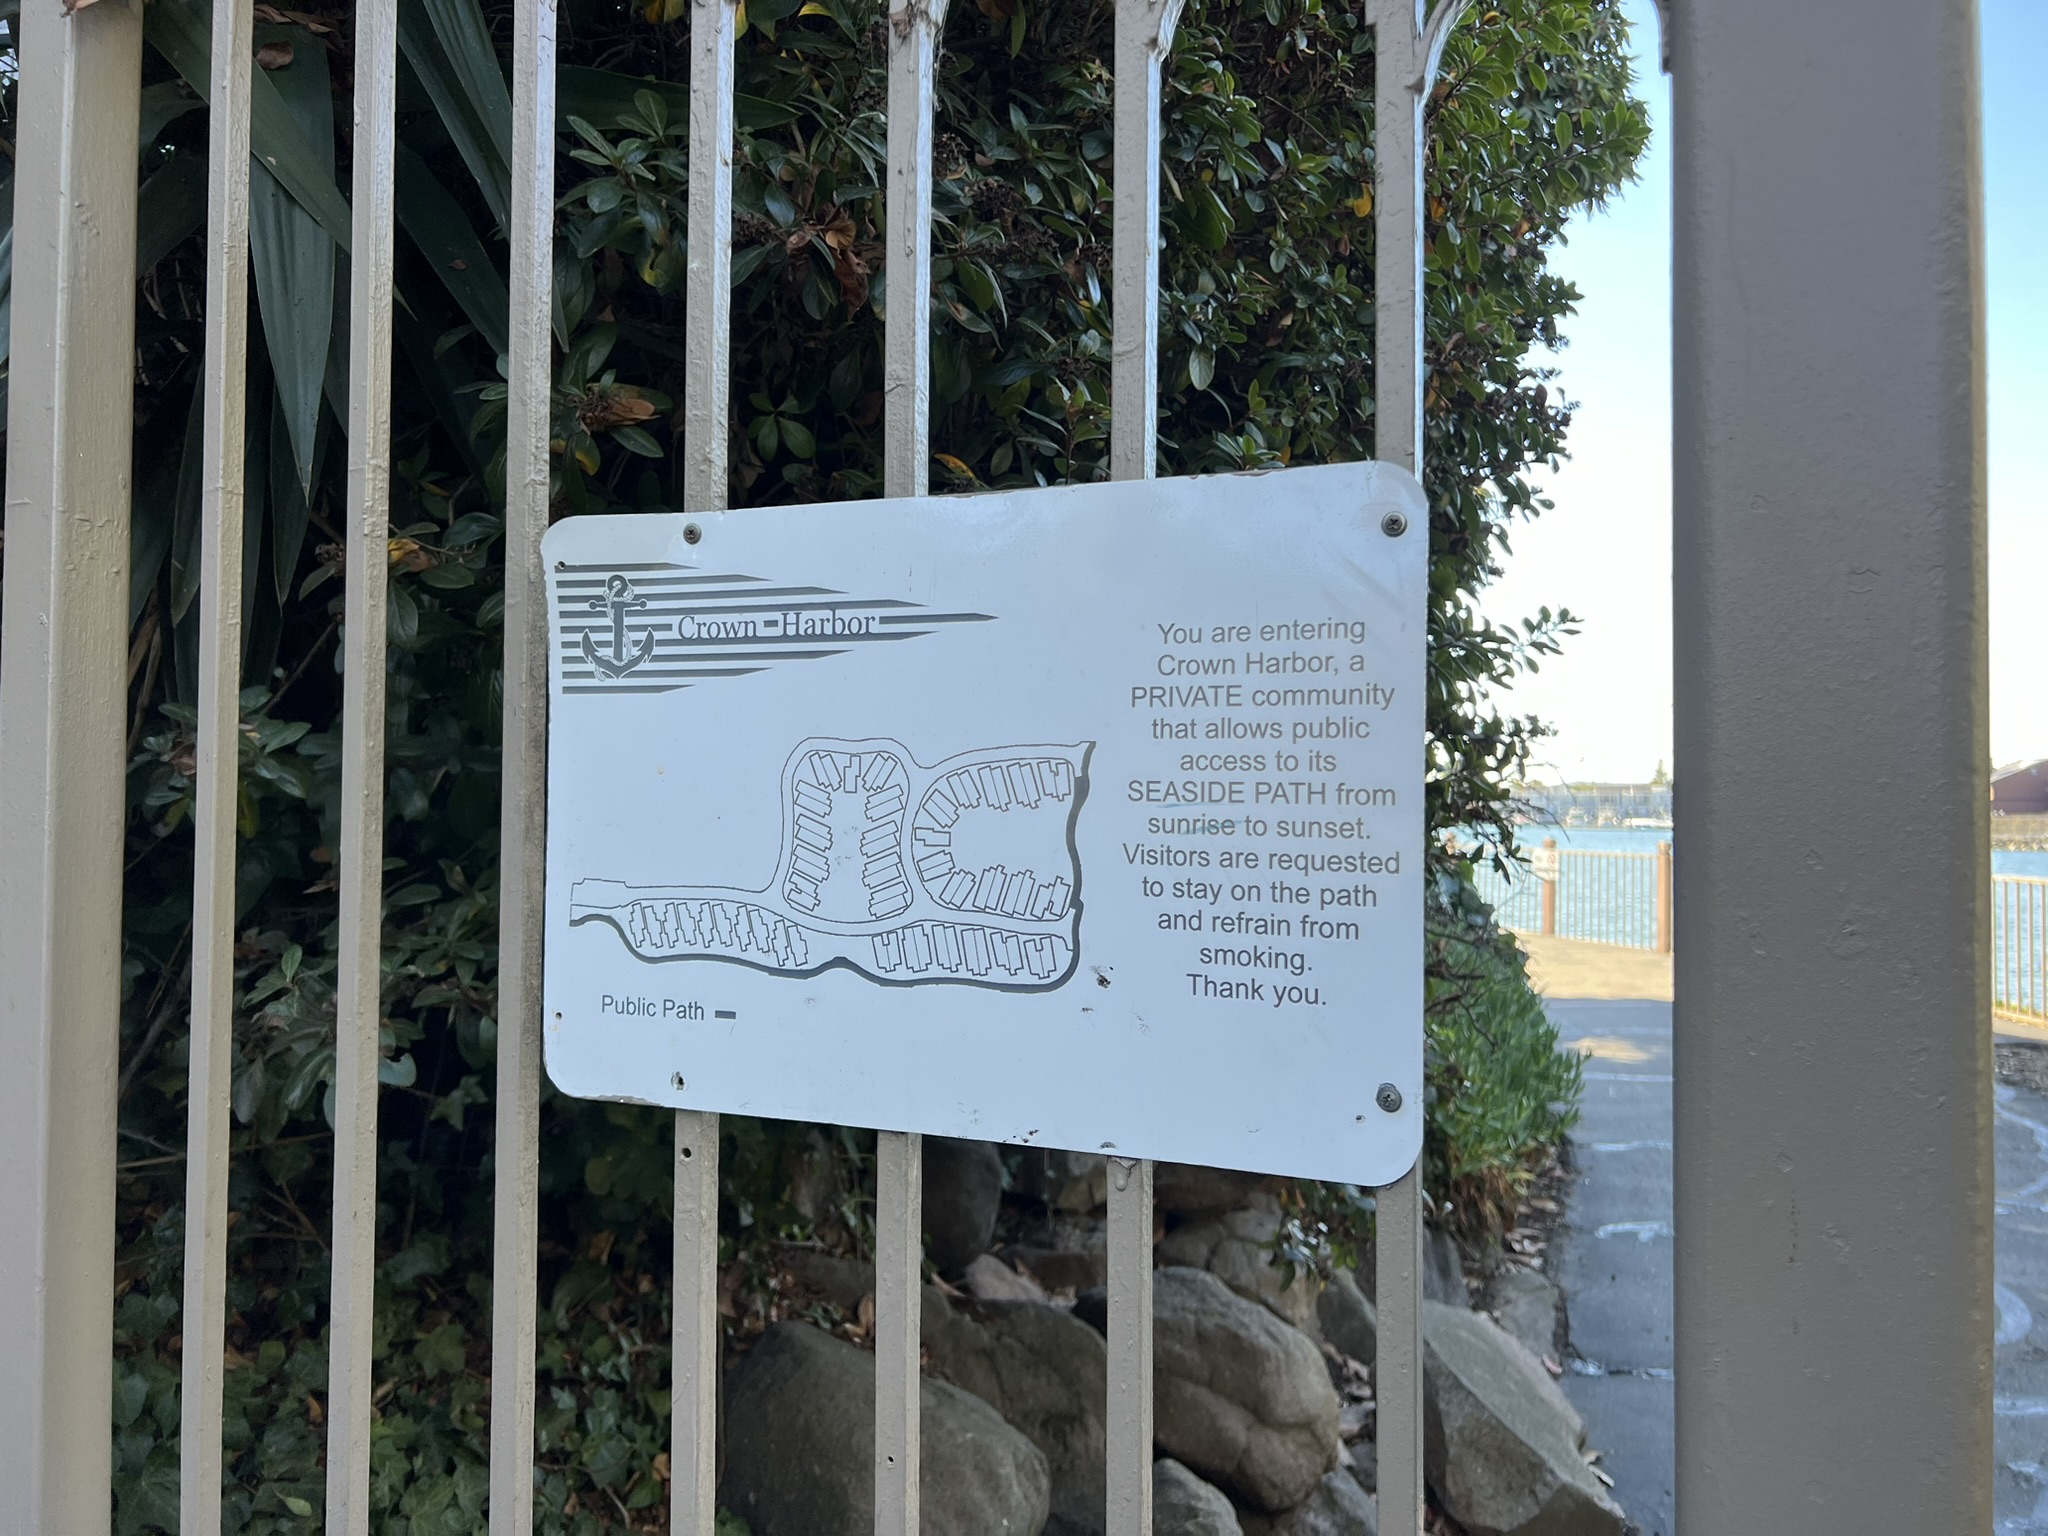 Crown Harbor
You are entering
Crown Harbor, a
PRIVATE community
that allows public
access to its
SEASIDE PATH from
sunrise to sunset.
Visitors are requested
to stay on the path
and refrain from
smoking.
Thank you.
Public Path